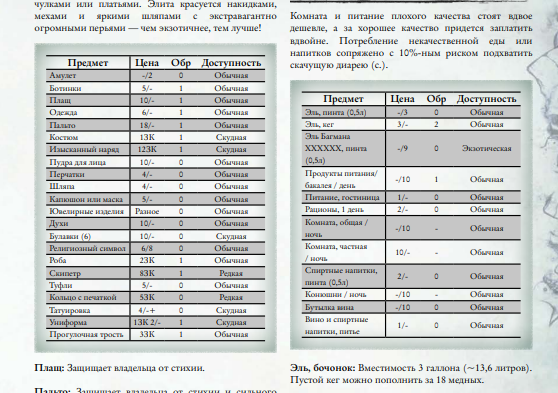 чулками или платьями. Элита красуется накидками,
мехами и яркими шляпами с экстравагантно
огромными перьями — чем экзотичнее, тем лучше!
Предмет Цена Обр Доступность
Амулет -/2 0 Обычная
Ботинки 5/- 1 Обычная
Плащ 10/- 1 Обычная
Одежда 6/- 1 Обычная
Пальто 18/- 1 Обычная
Костюм 13К 1 Скудная
Изысканный наряд 123К 1 Скудная
Пудра для лица 10/- 0 Обычная
Перчатки 4/- 0 Обычная
Шляпа 4/- 0 Обычная
Капюшон или маска 5/- 0 Обычная
Ювелирные изделия Разное 0 Обычная
Духи 10/- 0 Обычная
Булавки (6) 10/- 0 Скудная
Религиозный символ 6/8 0 Обычная
Роба 23К 1 Обычная
Скипетр 83К 1 Редкая
Туфли 5/- 0 Обычная
Кольцо с печаткой 53К 0 Редкая
Татуировка 4/-+ 0 Скудная
Униформа 13К 2/- 1 Скудная
Прогулочная трость 33К 1 Обычная
Плащ: Защищает владельца от стихии.
Пальто: Защищает владельца от стихии и сильного
Комната и питание плохого качества стоят вдвое
дешевле, а за хорошее качество придется заплатить
вдвойне. Потребление некачественной еды или
напитков сопряжено с 10%-ным риском подхватить
скачущую диарею (с.).
Предмет Цена Обр Доступность
Эль, пинта (0,5л) -/3 0 Обычная
Эль, кег 3/- 2 Обычная
Эль Багмана
XXXXXX, пинта -/9 0 Экзотическая
(0,5л)
Продукты питания/ -/10 1 Обычная
бакалея / день
Питание, гостиница 1/- 0 Обычная
Рационы, 1 день 2/- 0 Обычная
Комната, общая / -/10 - Обычная
ночь
Комната, частная 10/- - Обычная
/ ночь
Спиртные напитки, 2/- 0 Обычная
пинта (0,5л)
Конюшни / ночь -/10 - Обычная
Бутылка вина -/10 0 Обычная
Вино и спиртные 1/- 0 Обычная
напитки, питье
Эль, бочонок: Вместимость 3 галлона (~13,6 литров).
Пустой кег можно пополнить за 18 медных.